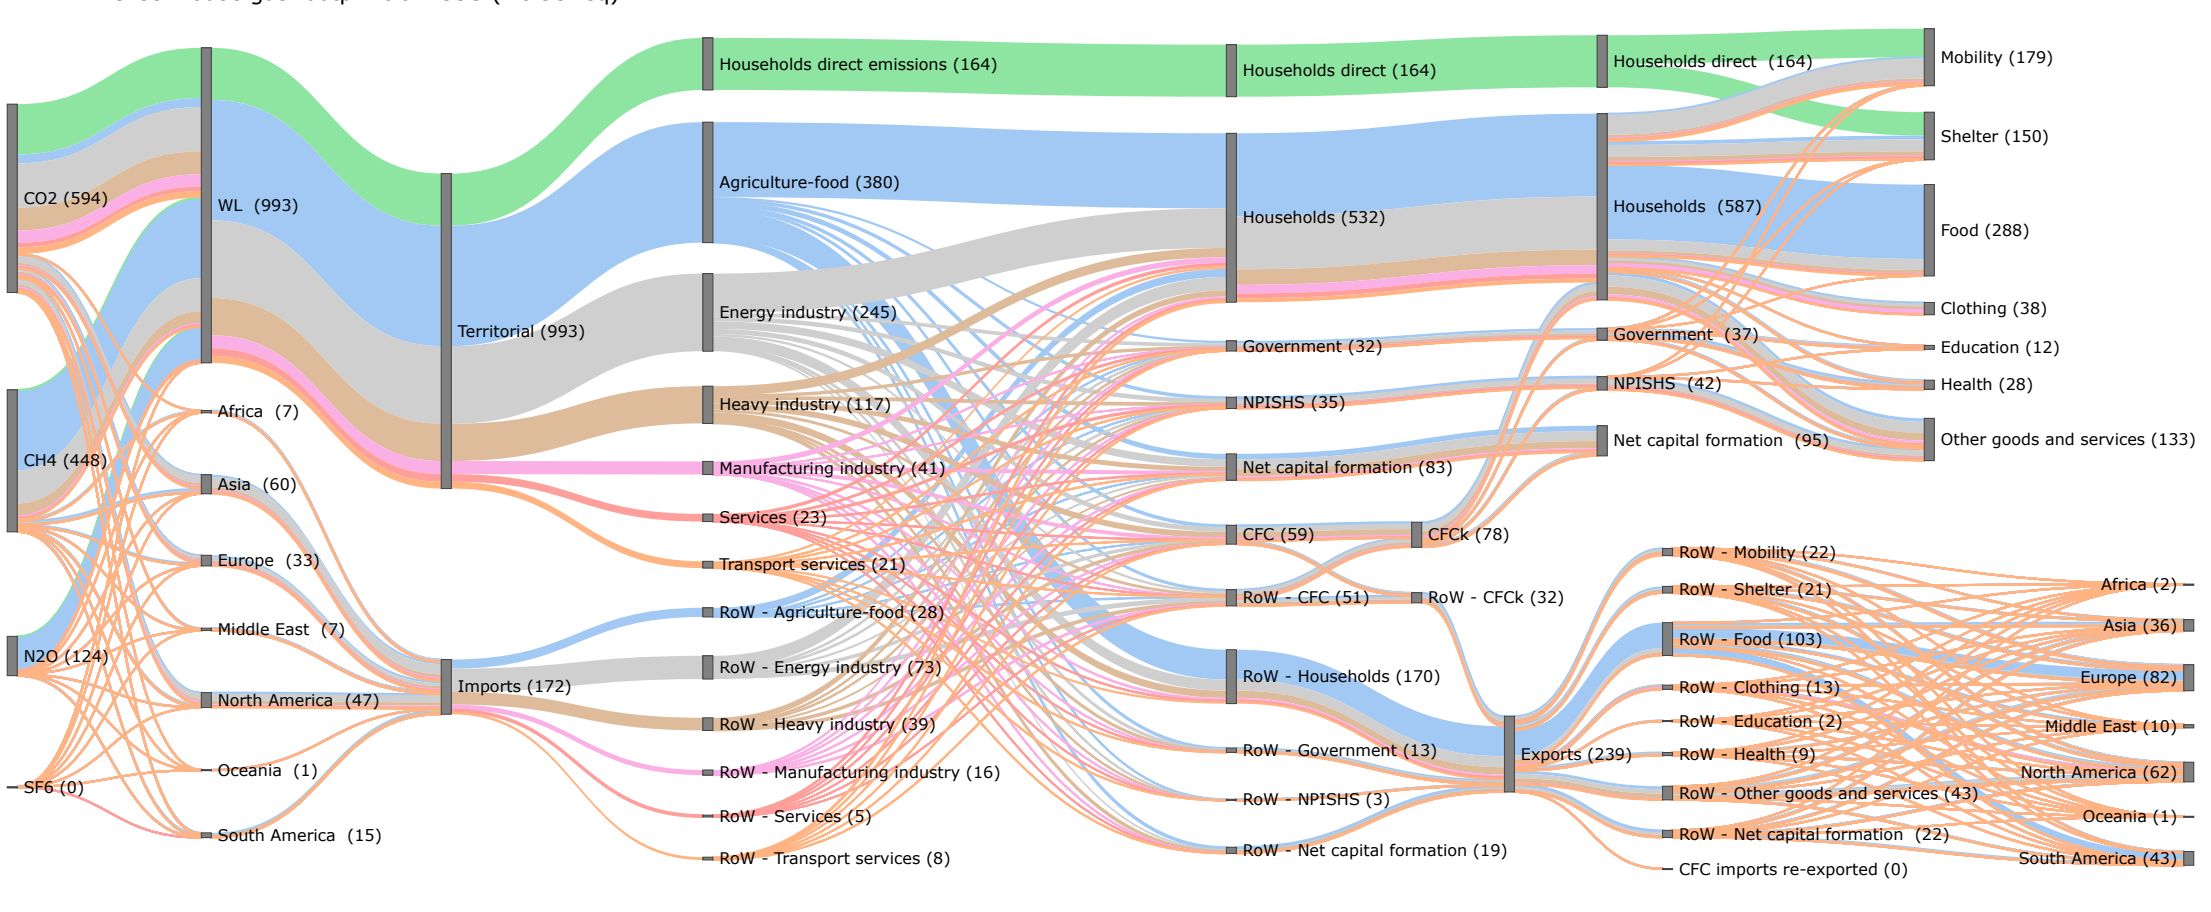 CO2 (594)
CH4 (448)
N2O (124)
SF6 (0)
WL (993)
Africa (7)
Asia (60)
Europe (33)
Middle East (7)
North America (47)
Oceania (1)
South America (15)
Territorial (993)
Imports (172)
Households direct emissions (164)
Agriculture-food (380)
Energy industry (245)
Heavy industry (117)
Manufacturing industry (41)
Services (23)
Transport services (21)
RoW - Agriculture-food (28)
RoW - Energy industry (73)
RoW - Heavy industry (39)
RoW - Manufacturing industry (16)
RoW - Services (5)
RoW - Transport services (8)
Households direct (164)
Households (532)
Government (32)
NPISHS (35)
Net capital formation (83)
CFC (59)
RoW - CFC (51)
RoW - Households (170)
RoW - Government (13)
RoW - NPISHS (3)
RoW - Net capital formation (19)
CFCk (78)
RoW - CFCk (32)
Exports (239)
Households direct (164)
Households (587)
Government (37)
NPISHS (42)
Net capital formation (95)
RoW - Mobility (22)
RoW - Shelter (21)
RoW - Food (103)
RoW - Clothing (13)
RoW - Education (2)
RoW - Health (9)
RoW - Other goods and services (43)
RoW - Net capital formation (22)
CFC imports re-exported (0)
Mobility (179)
Shelter (150)
Food (288)
Clothing (38)
Education (12)
Health (28)
Other goods and services (133)
Africa (2)
Asia (36)
Europe (82)
Middle East (10)
North America (62)
Oceania (1)
South America (43)